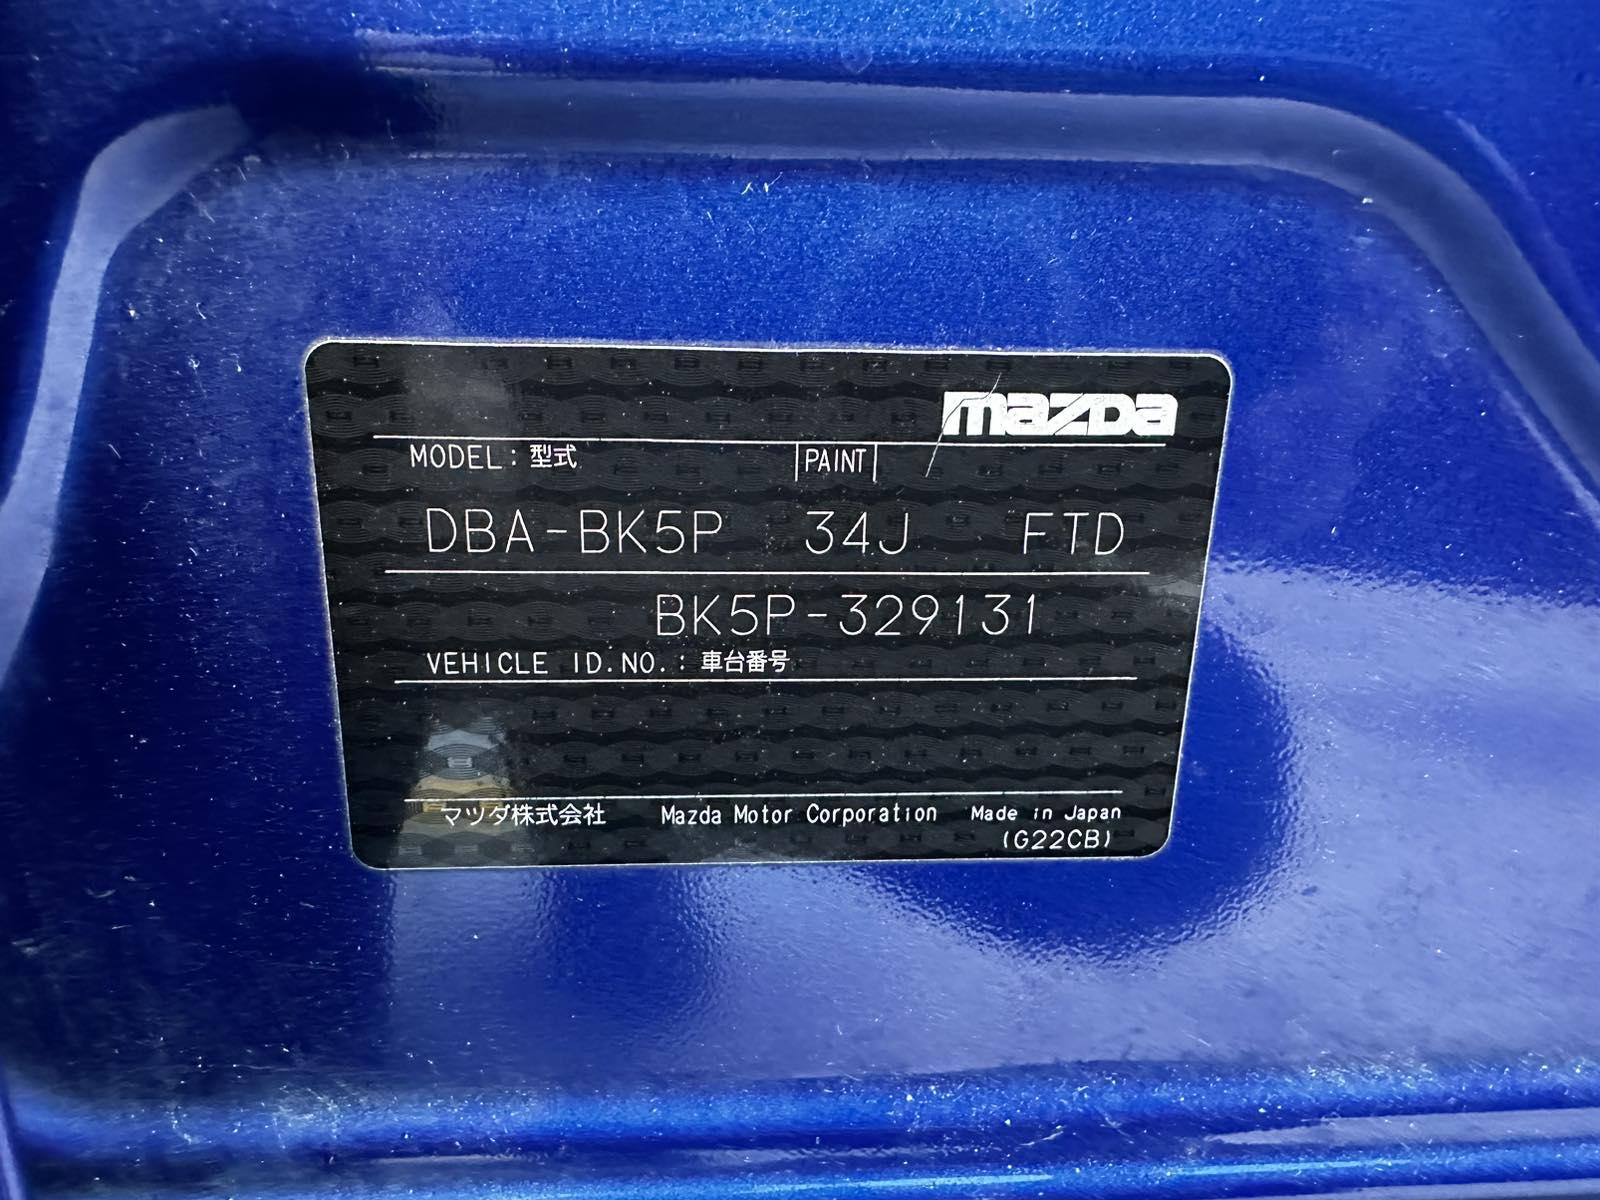 mazda
MODEL: 型式 PAINT
DBA-BK5P 34J FTD
BK5P-329131
VEHICLE ID.NO.: 車台番号
マツダ株式会社 Mazda Motor Corporation Made in Japan
(G22CB)